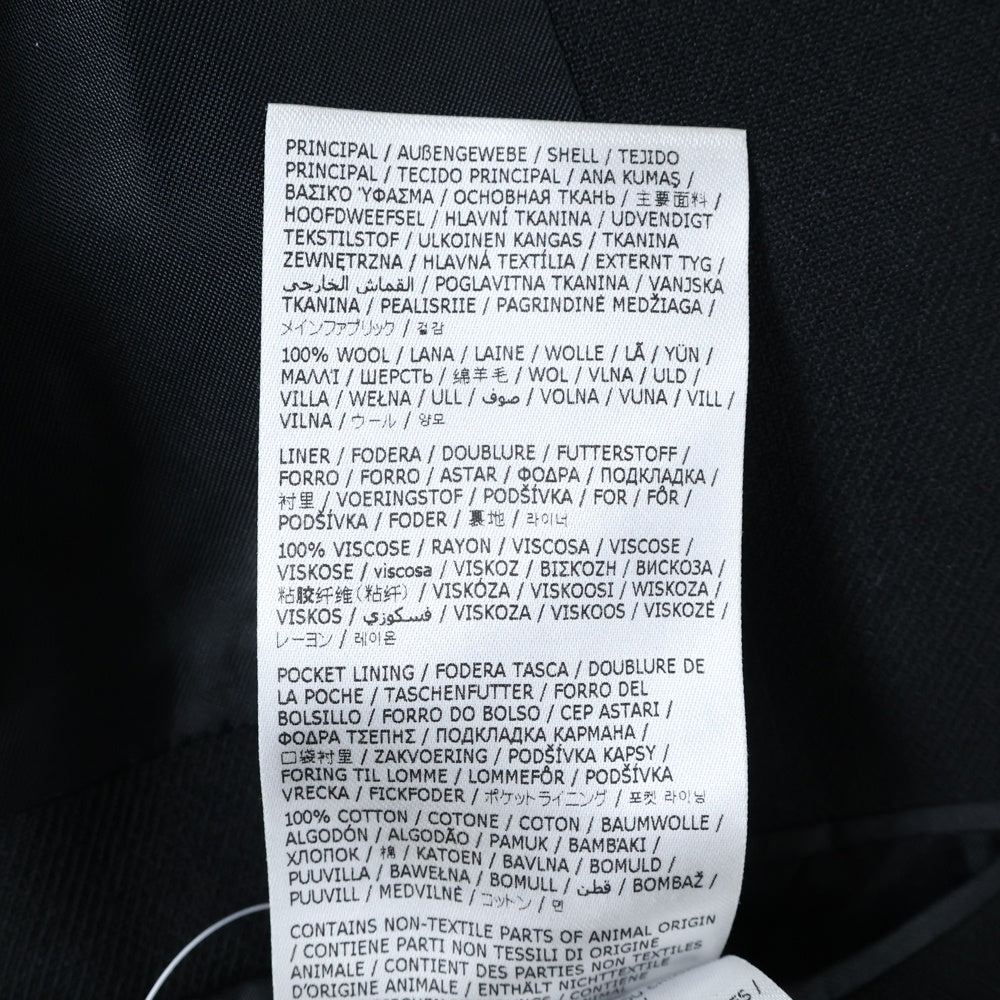 PRINCIPAL / AUßENGEWEBE / SHELL / TEJIDO
PRINCIPAL / TECIDO PRINCIPAL / ANA KUMAŞ /
ΒΑΣΙΚΌ ΎΦΑΣΜΑ / ОСНОВНАЯ ТКАНЬ / 主要面料 /
HOOFDWEEFSEL / HLAVNÍ TKANINA / UDVENDIGT
TEKSTILSTOF / ULKOINEN KANGAS / TKANINA
ZEWNĘTRZNA / HLAVNÁ TEXTÍLIA / EXTERNT TYG /
القماش الخارجي / POGLAVITNA TKANINA / VANJSKA
TKANINA / PEALISRIIE / PAGRINDINĖ MEDŽIAGA /
メインファブリック / 겉감
100% WOOL / LANA / LAINE / WOLLE / LÃ / YÜN /
ΜΑΛΛΊ / ШЕРСТЬ / 绵羊毛 / WOL / VLNA / ULD /
VILLA / WEŁNA / ULL / صوف / VOLNA / VUNA / VILL /
VILNA / ウール / 양모
LINER / FODERA / DOUBLURE / FUTTERSTOFF /
FORRO / FORRO / ASTAR / ΦΌΔΡΑ / ПОДКЛАДКА /
衬里 / VOERINGSTOF / PODŠÍVKA / FOR / FÔR /
PODŠÍVKA / FODER / 裏地 / 라이너
100% VISCOSE / RAYON / VISCOSA / VISCOSE /
VISKOSE / viscosa / VISKOZ / ΒΙΣΚΌΖΗ / ВИСКОЗА /
粘胶纤维(粘纤) / VISKÓZA / VISKOOSI / WISKOZA /
VISKOS / فسكوزي / VISKOZA / VISKOOS / VISKOZĖ /
レーヨン / 레이온
POCKET LINING / FODERA TASCA / DOUBLURE DE
LA POCHE / TASCHENFUTTER / FORRO DEL
BOLSILLO / FORRO DO BOLSO / CEP ASTARI /
ΦΌΔΡΑ ΤΣΈΠΗΣ / ПОДКЛАДКА КАРМАНА /
口袋衬里 / ZAKVOERING / PODŠÍVKA KAPSY /
FORING TIL LOMME / LOMMEFÔR / PODŠÍVKA
VRECKA / FICKFODER / ポケットライニング / 포켓 라이닝
100% COTTON / COTONE / COTON / BAUMWOLLE /
ALGODÓN / ALGODÃO / PAMUK / ΒΑΜΒΆΚΙ /
ХЛОПОК / 棉 / KATOEN / BAVLNA / BOMULD /
PUUVILLA / BAWEŁNA / BOMULL / قطن / BOMBAŽ /
PUUVILL / MEDVILNĖ / コットン / 면
CONTAINS NON-TEXTILE PARTS OF ANIMAL ORIGIN
/ CONTIENE PARTI NON TESSILI DI ORIGINE
ANIMALE / CONTIENT DES PARTIES NON TEXTILES
D'ORIGINE ANIMALE / ENTHÄLT NICHTTEXTILE